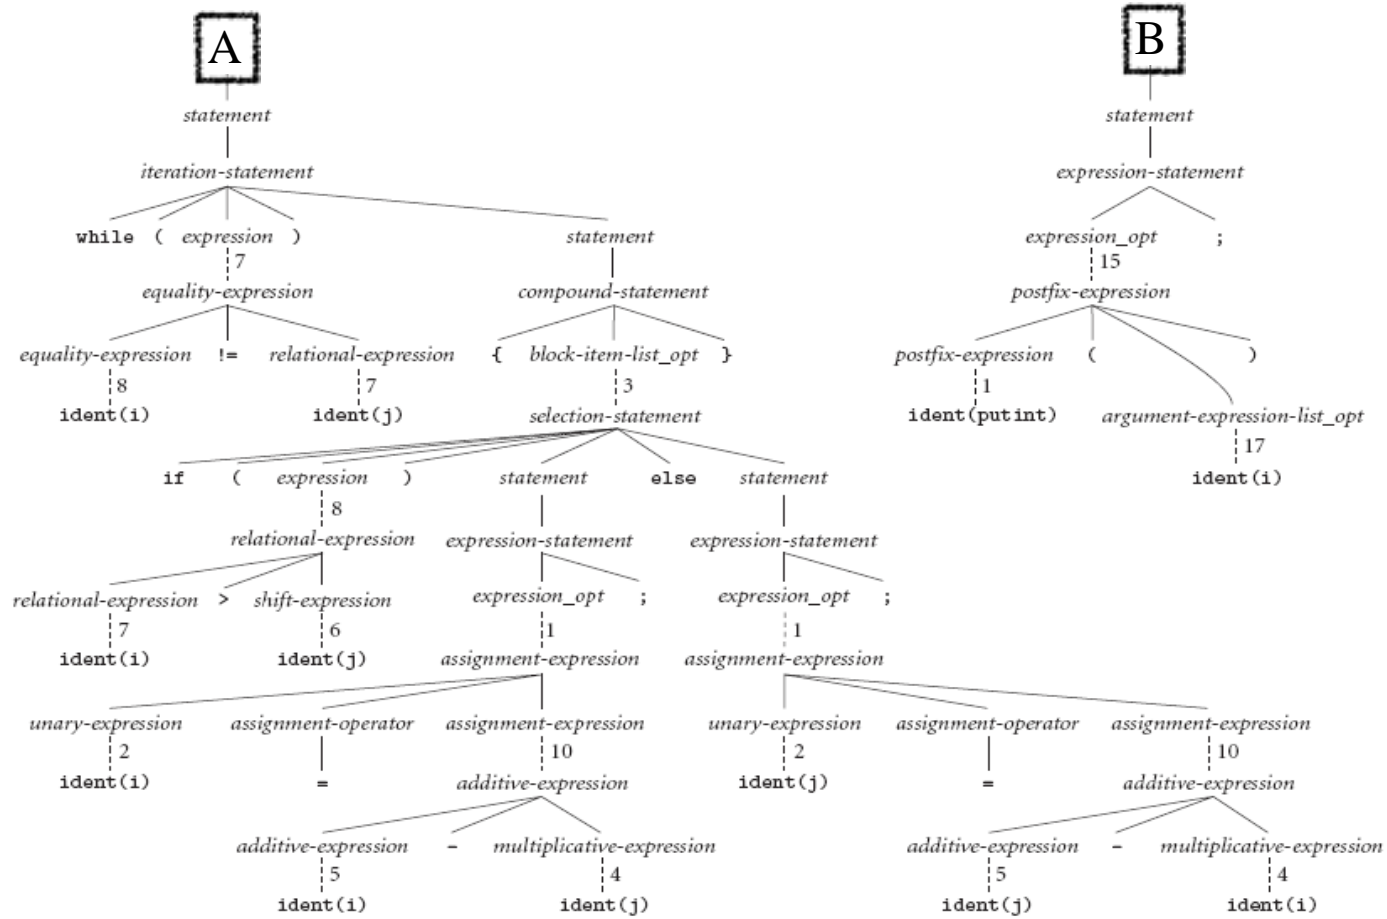 A B
statement statement
iteration-statement expression-statement
while ( expression ) statement expression_opt ;
7 15
equality-expression compound-statement postfix-expression
equality-expression != relational-expression { block-item-list_opt } postfix-expression ( )
8 7 3 1
ident(i) ident(j) selection-statement ident(putint) argument-expression-list_opt
17
if ( expression ) statement else statement ident(i)
8
relational-expression expression-statement expression-statement
relational-expression > shift-expression expression_opt ; expression_opt ;
7 6 1 1
ident(i) ident(j) assignment-expression assignment-expression
unary-expression assignment-operator assignment-expression unary-expression assignment-operator assignment-expression
2 10 2 10
ident(i) = additive-expression ident(j) = additive-expression
additive-expression - multiplicative-expression additive-expression - multiplicative-expression
5 4 5 4
ident(i) ident(j) ident(j) ident(i)